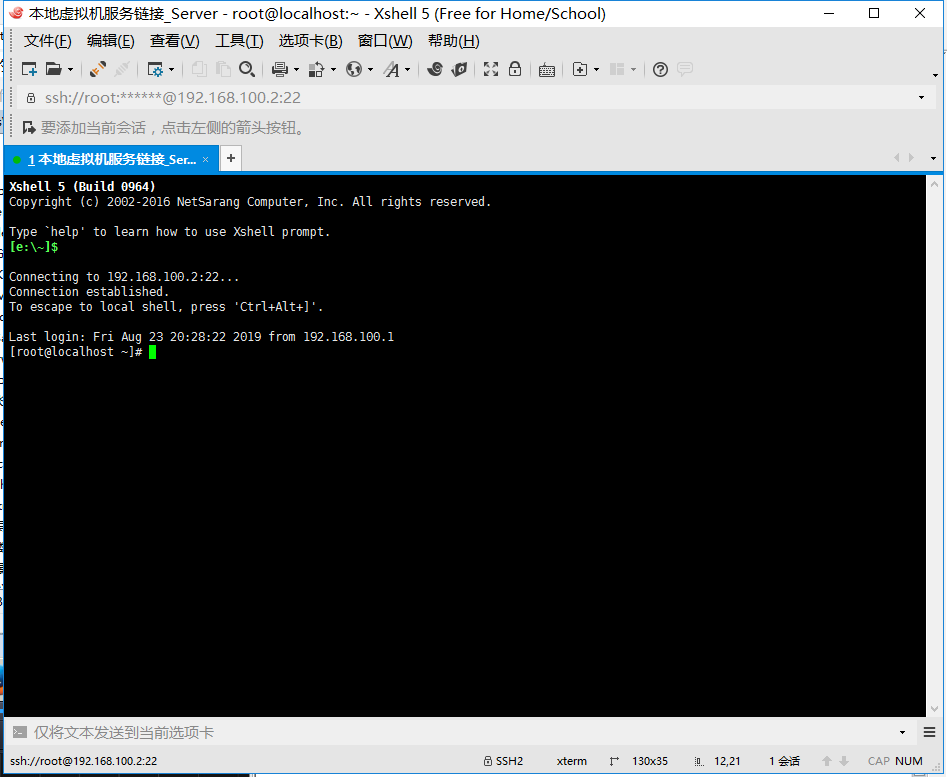 本地虚拟机服务链接_Server - root@localhost:~ - Xshell 5 (Free for Home/School)
文件(F) 编辑(E) 查看(V) 工具(T) 选项卡(B) 窗口(W) 帮助(H)
ssh://root:******@192.168.100.2:22
要添加当前会话，点击左侧的箭头按钮。
1 本地虚拟机服务链接_Ser... × +
Xshell 5 (Build 0964)
Copyright (c) 2002-2016 NetSarang Computer, Inc. All rights reserved.
Type `help' to learn how to use Xshell prompt.
[e:\~]$
Connecting to 192.168.100.2:22...
Connection established.
To escape to local shell, press 'Ctrl+Alt+]'.
Last login: Fri Aug 23 20:28:22 2019 from 192.168.100.1
[root@localhost ~]#
仅将文本发送到当前选项卡
ssh://root@192.168.100.2:22 SSH2 xterm 130x35 12,21 1 会话 CAP NUM